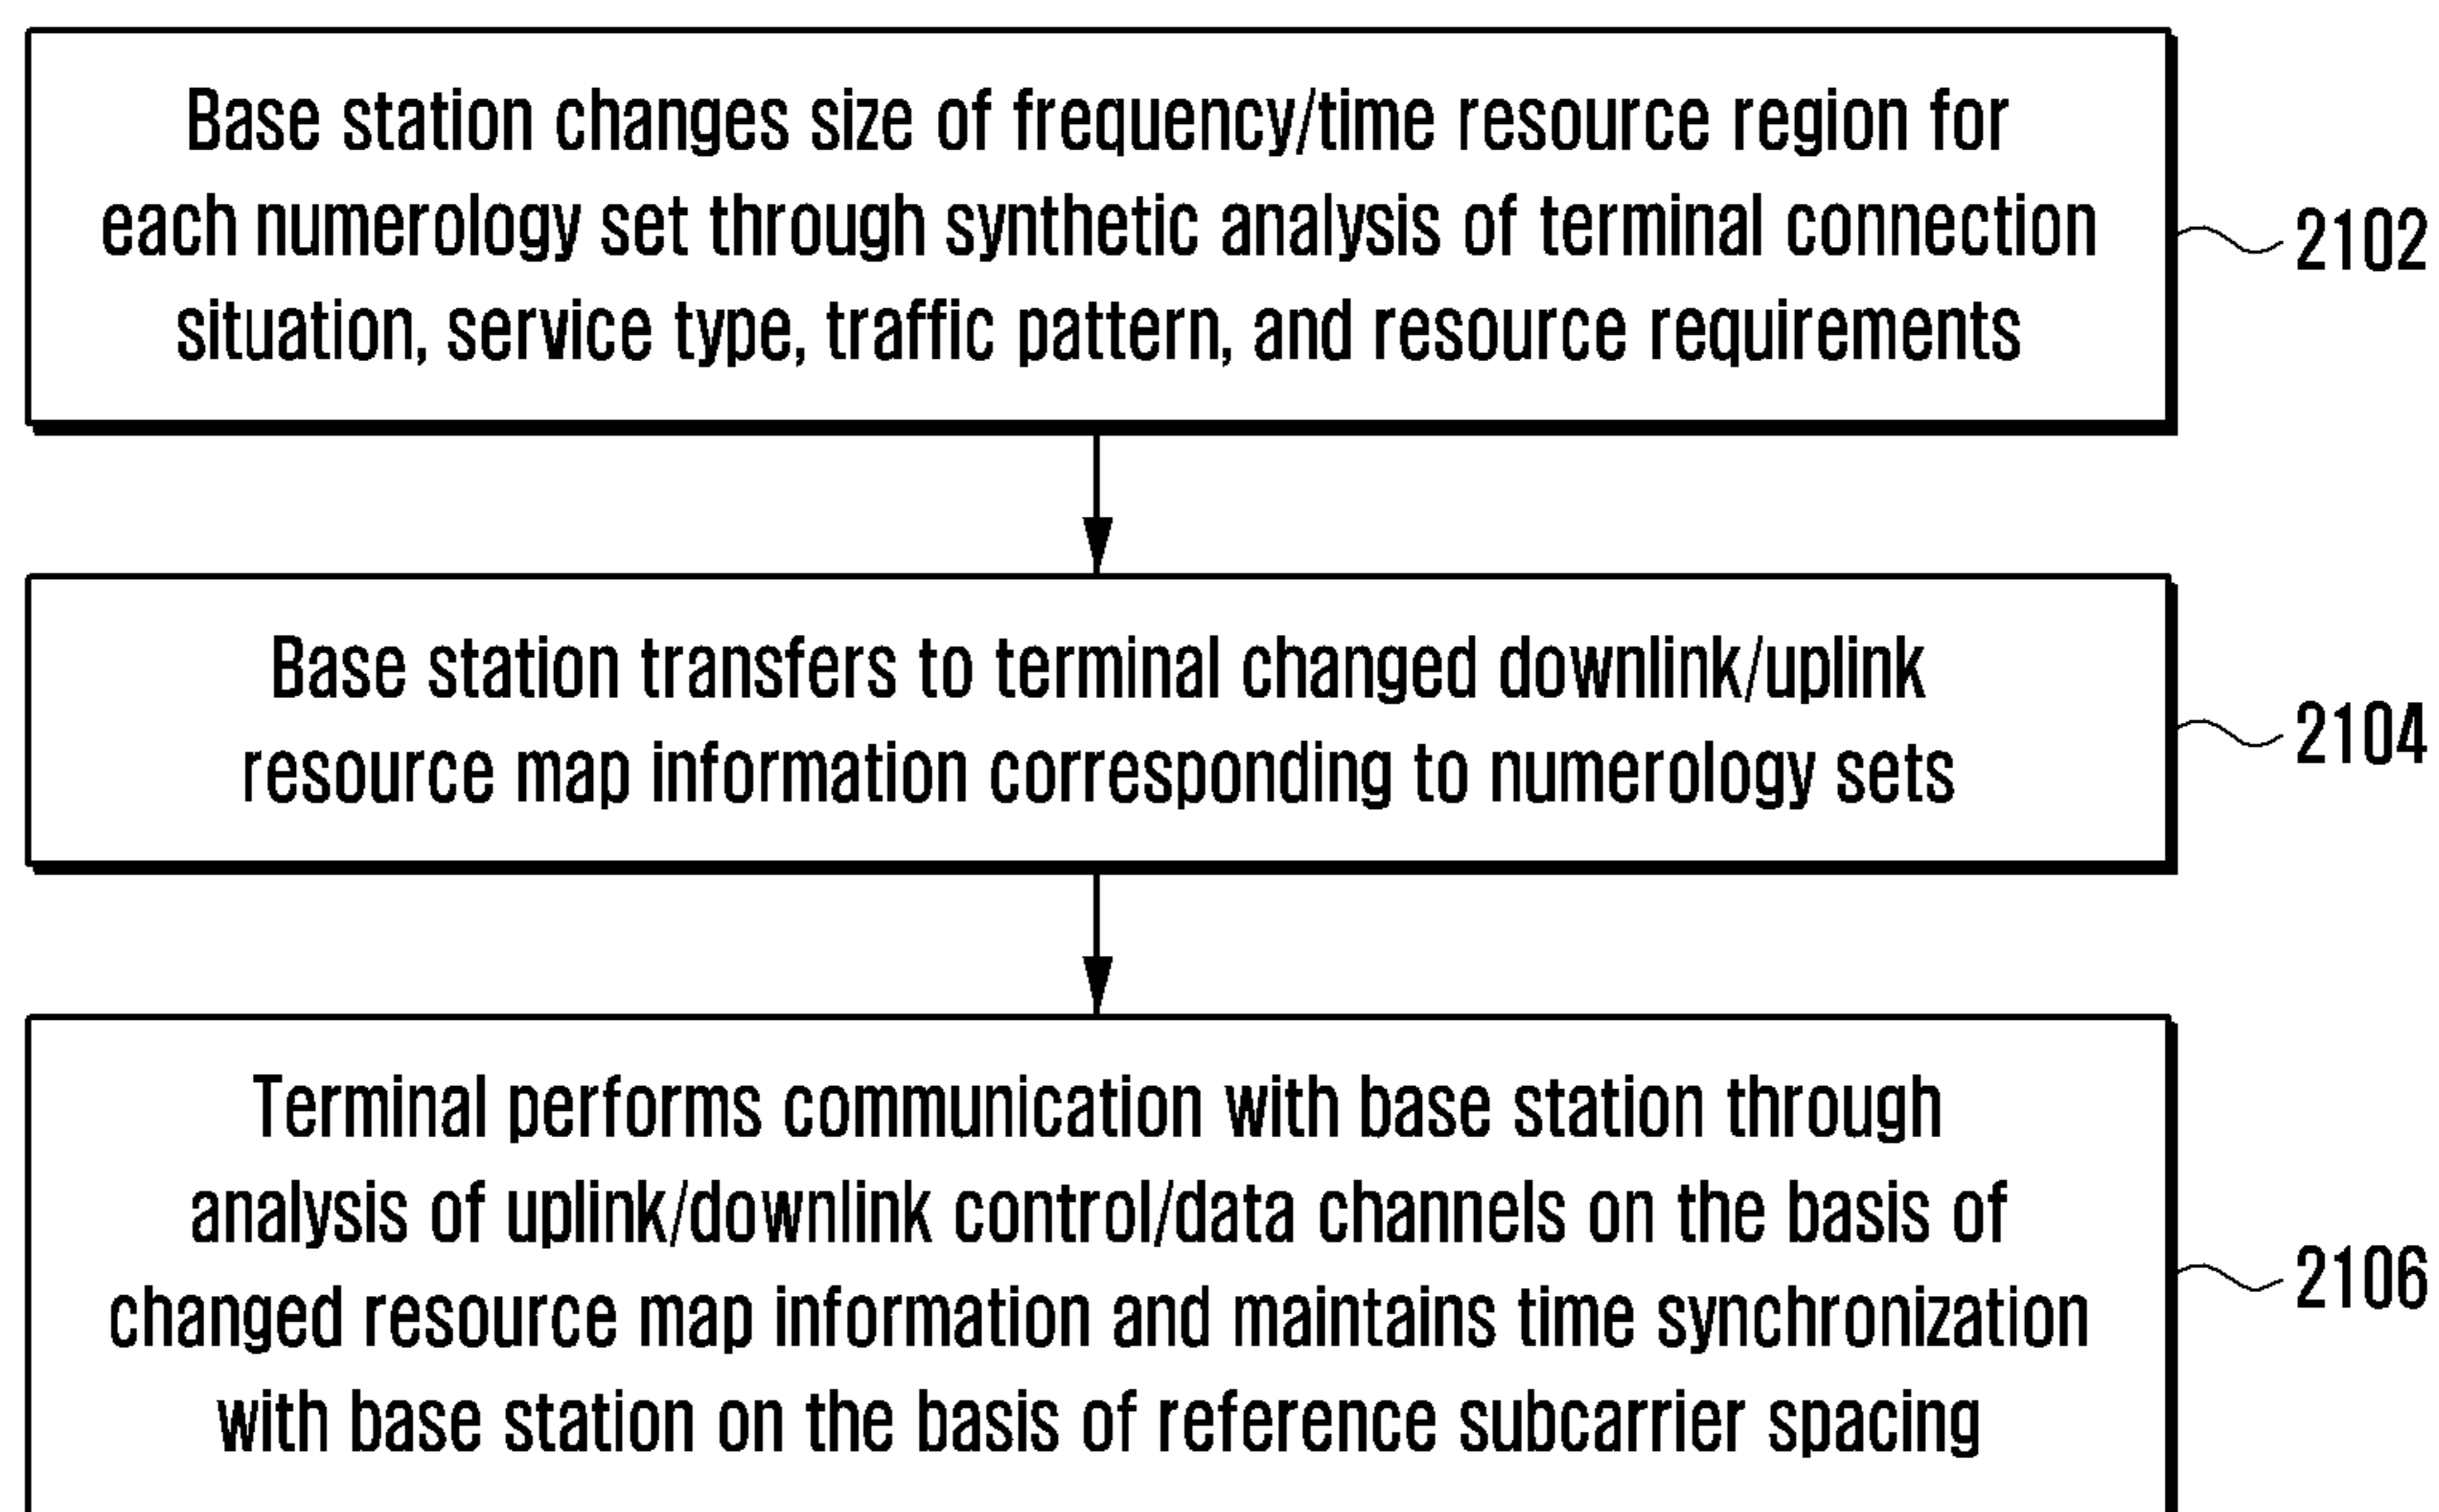 Base station changes size of frequency/time resource region for
each numerology set through synthetic analysis of terminal connection
situation, service type, traffic pattern, and resource requirements
2102
Base station transfers to terminal changed downlink/uplink
resource map information corresponding to numerology sets
2104
Terminal performs communication with base station through
analysis of uplink/downlink control/data channels on the basis of
changed resource map information and maintains time synchronization
with base station on the basis of reference subcarrier spacing
2106